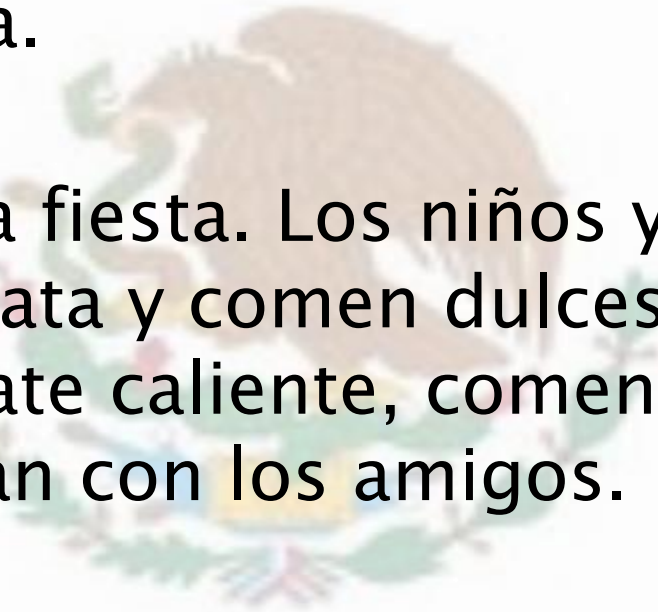 a.
a fiesta. Los niños y
ata y comen dulces
ate caliente, comen
an con los amigos.